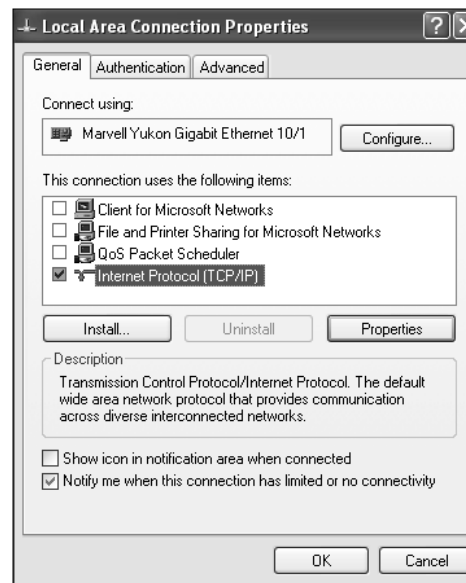 Local Area Connection Properties
General Authentication Advanced
Connect using:
Marvell Yukon Gigabit Ethernet 10/1
Configure...
This connection uses the following items:
Client for Microsoft Networks
File and Printer Sharing for Microsoft Networks
QoS Packet Scheduler
Internet Protocol (TCP/IP)
Install... Uninstall Properties
Description
Transmission Control Protocol/Internet Protocol. The default
wide area network protocol that provides communication
across diverse interconnected networks.
Show icon in notification area when connected
Notify me when this connection has limited or no connectivity
OK Cancel